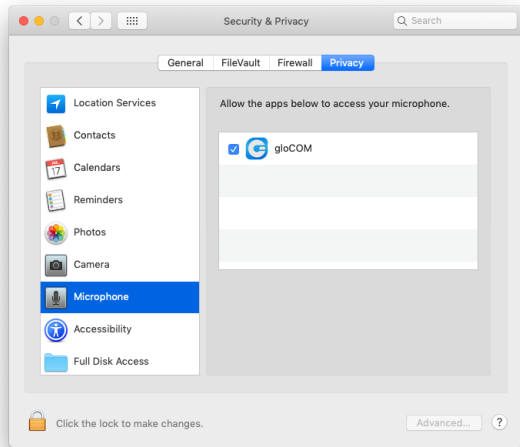 Security & Privacy
Search
General FileVault Firewall Privacy
Location Services
Contacts
Calendars
Reminders
Photos
Camera
Microphone
Accessibility
Full Disk Access
Allow the apps below to access your microphone.
gloCOM
Click the lock to make changes.
Advanced...
?